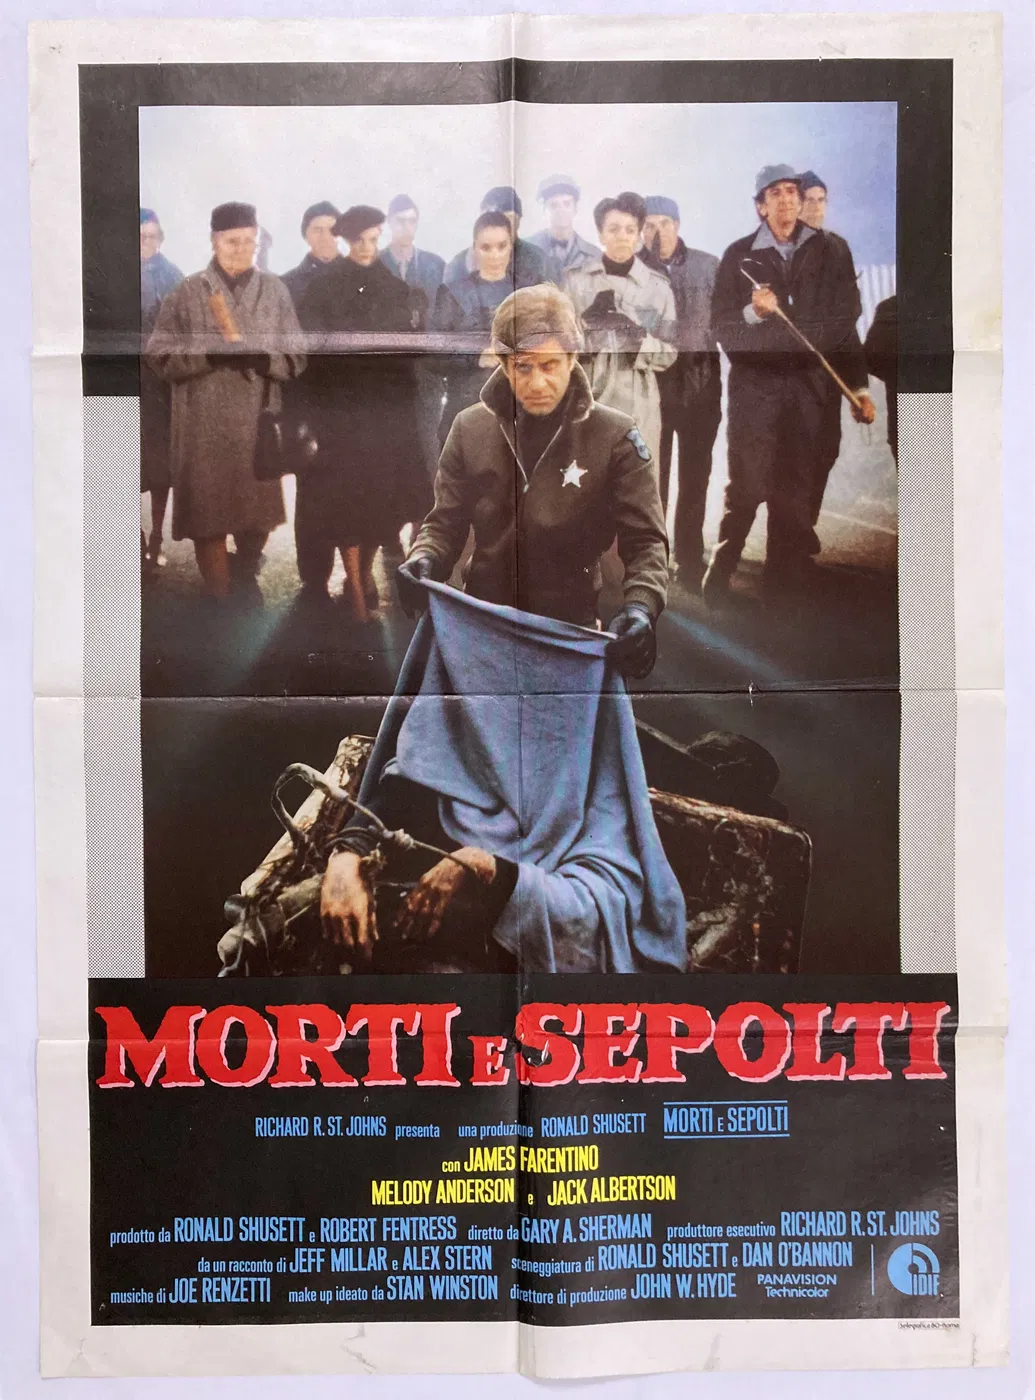 MORTI E SEPOLTI
RICHARD R. ST. JOHNS presenta una produzione RONALD SHUSETT MORTI E SEPOLTI
con JAMES FARENTINO
MELODY ANDERSON e JACK ALBERTSON
prodotto da RONALD SHUSETT e ROBERT FENTRESS diretto da GARY A. SHERMAN produttore esecutivo RICHARD R. ST. JOHNS
da un racconto di JEFF MILLAR e ALEX STERN sceneggiatura di RONALD SHUSETT e DAN O'BANNON
musiche di JOE RENZETTI make up ideato da STAN WINSTON direttore di produzione JOHN W. HYDE PANAVISION
Technicolor
IDIF